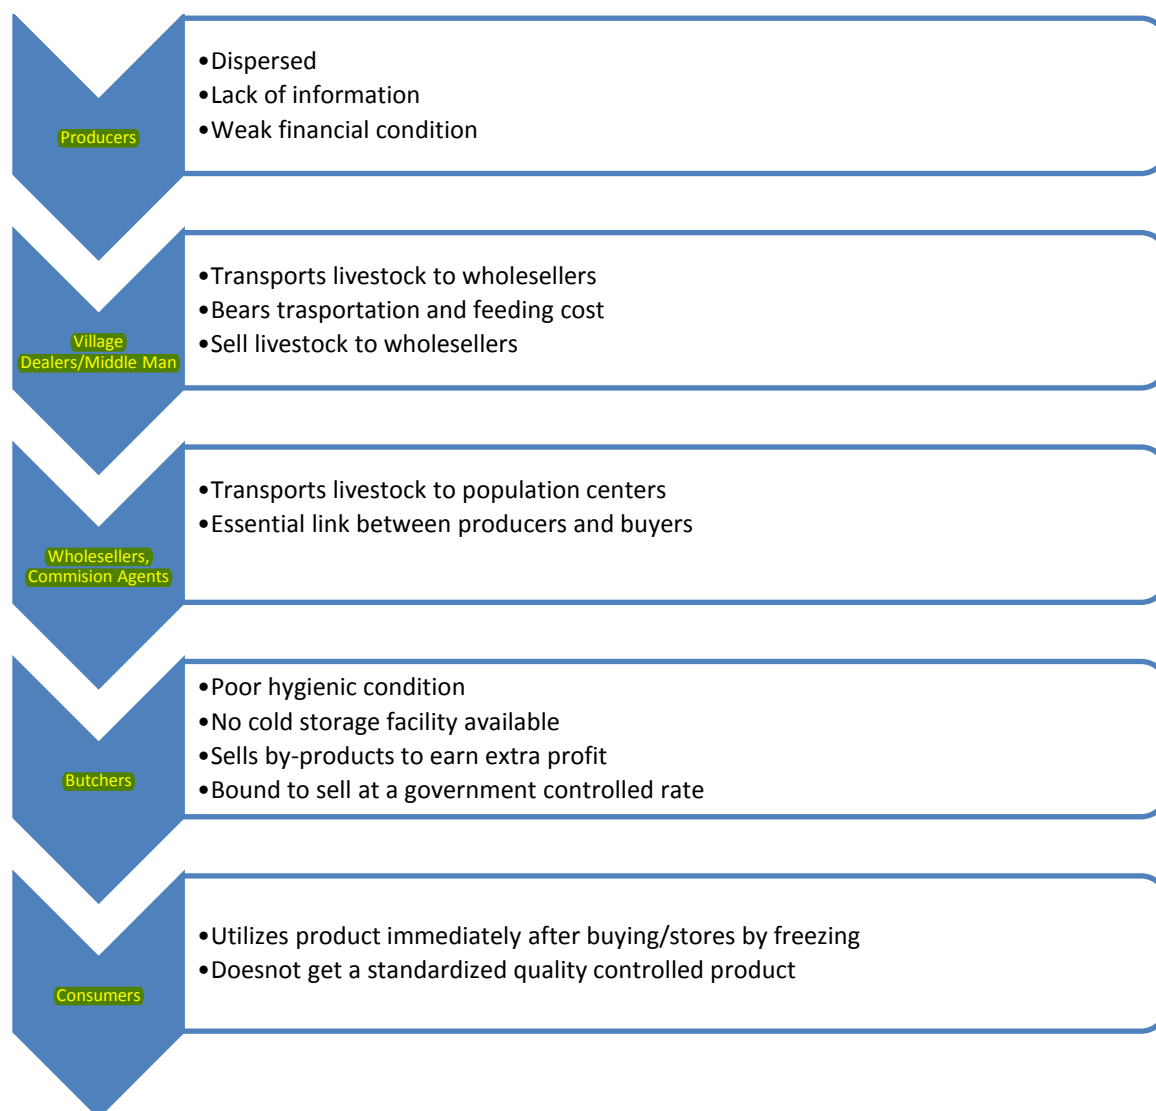 Producers
•Dispersed
•Lack of information
•Weak financial condition
Village
Dealers/Middle Man
•Transports livestock to wholesellers
•Bears trasportation and feeding cost
•Sell livestock to wholesellers
Wholesellers,
Commision Agents
•Transports livestock to population centers
•Essential link between producers and buyers
Butchers
•Poor hygienic condition
•No cold storage facility available
•Sells by-products to earn extra profit
•Bound to sell at a government controlled rate
Consumers
•Utilizes product immediately after buying/stores by freezing
•Doesnot get a standardized quality controlled product